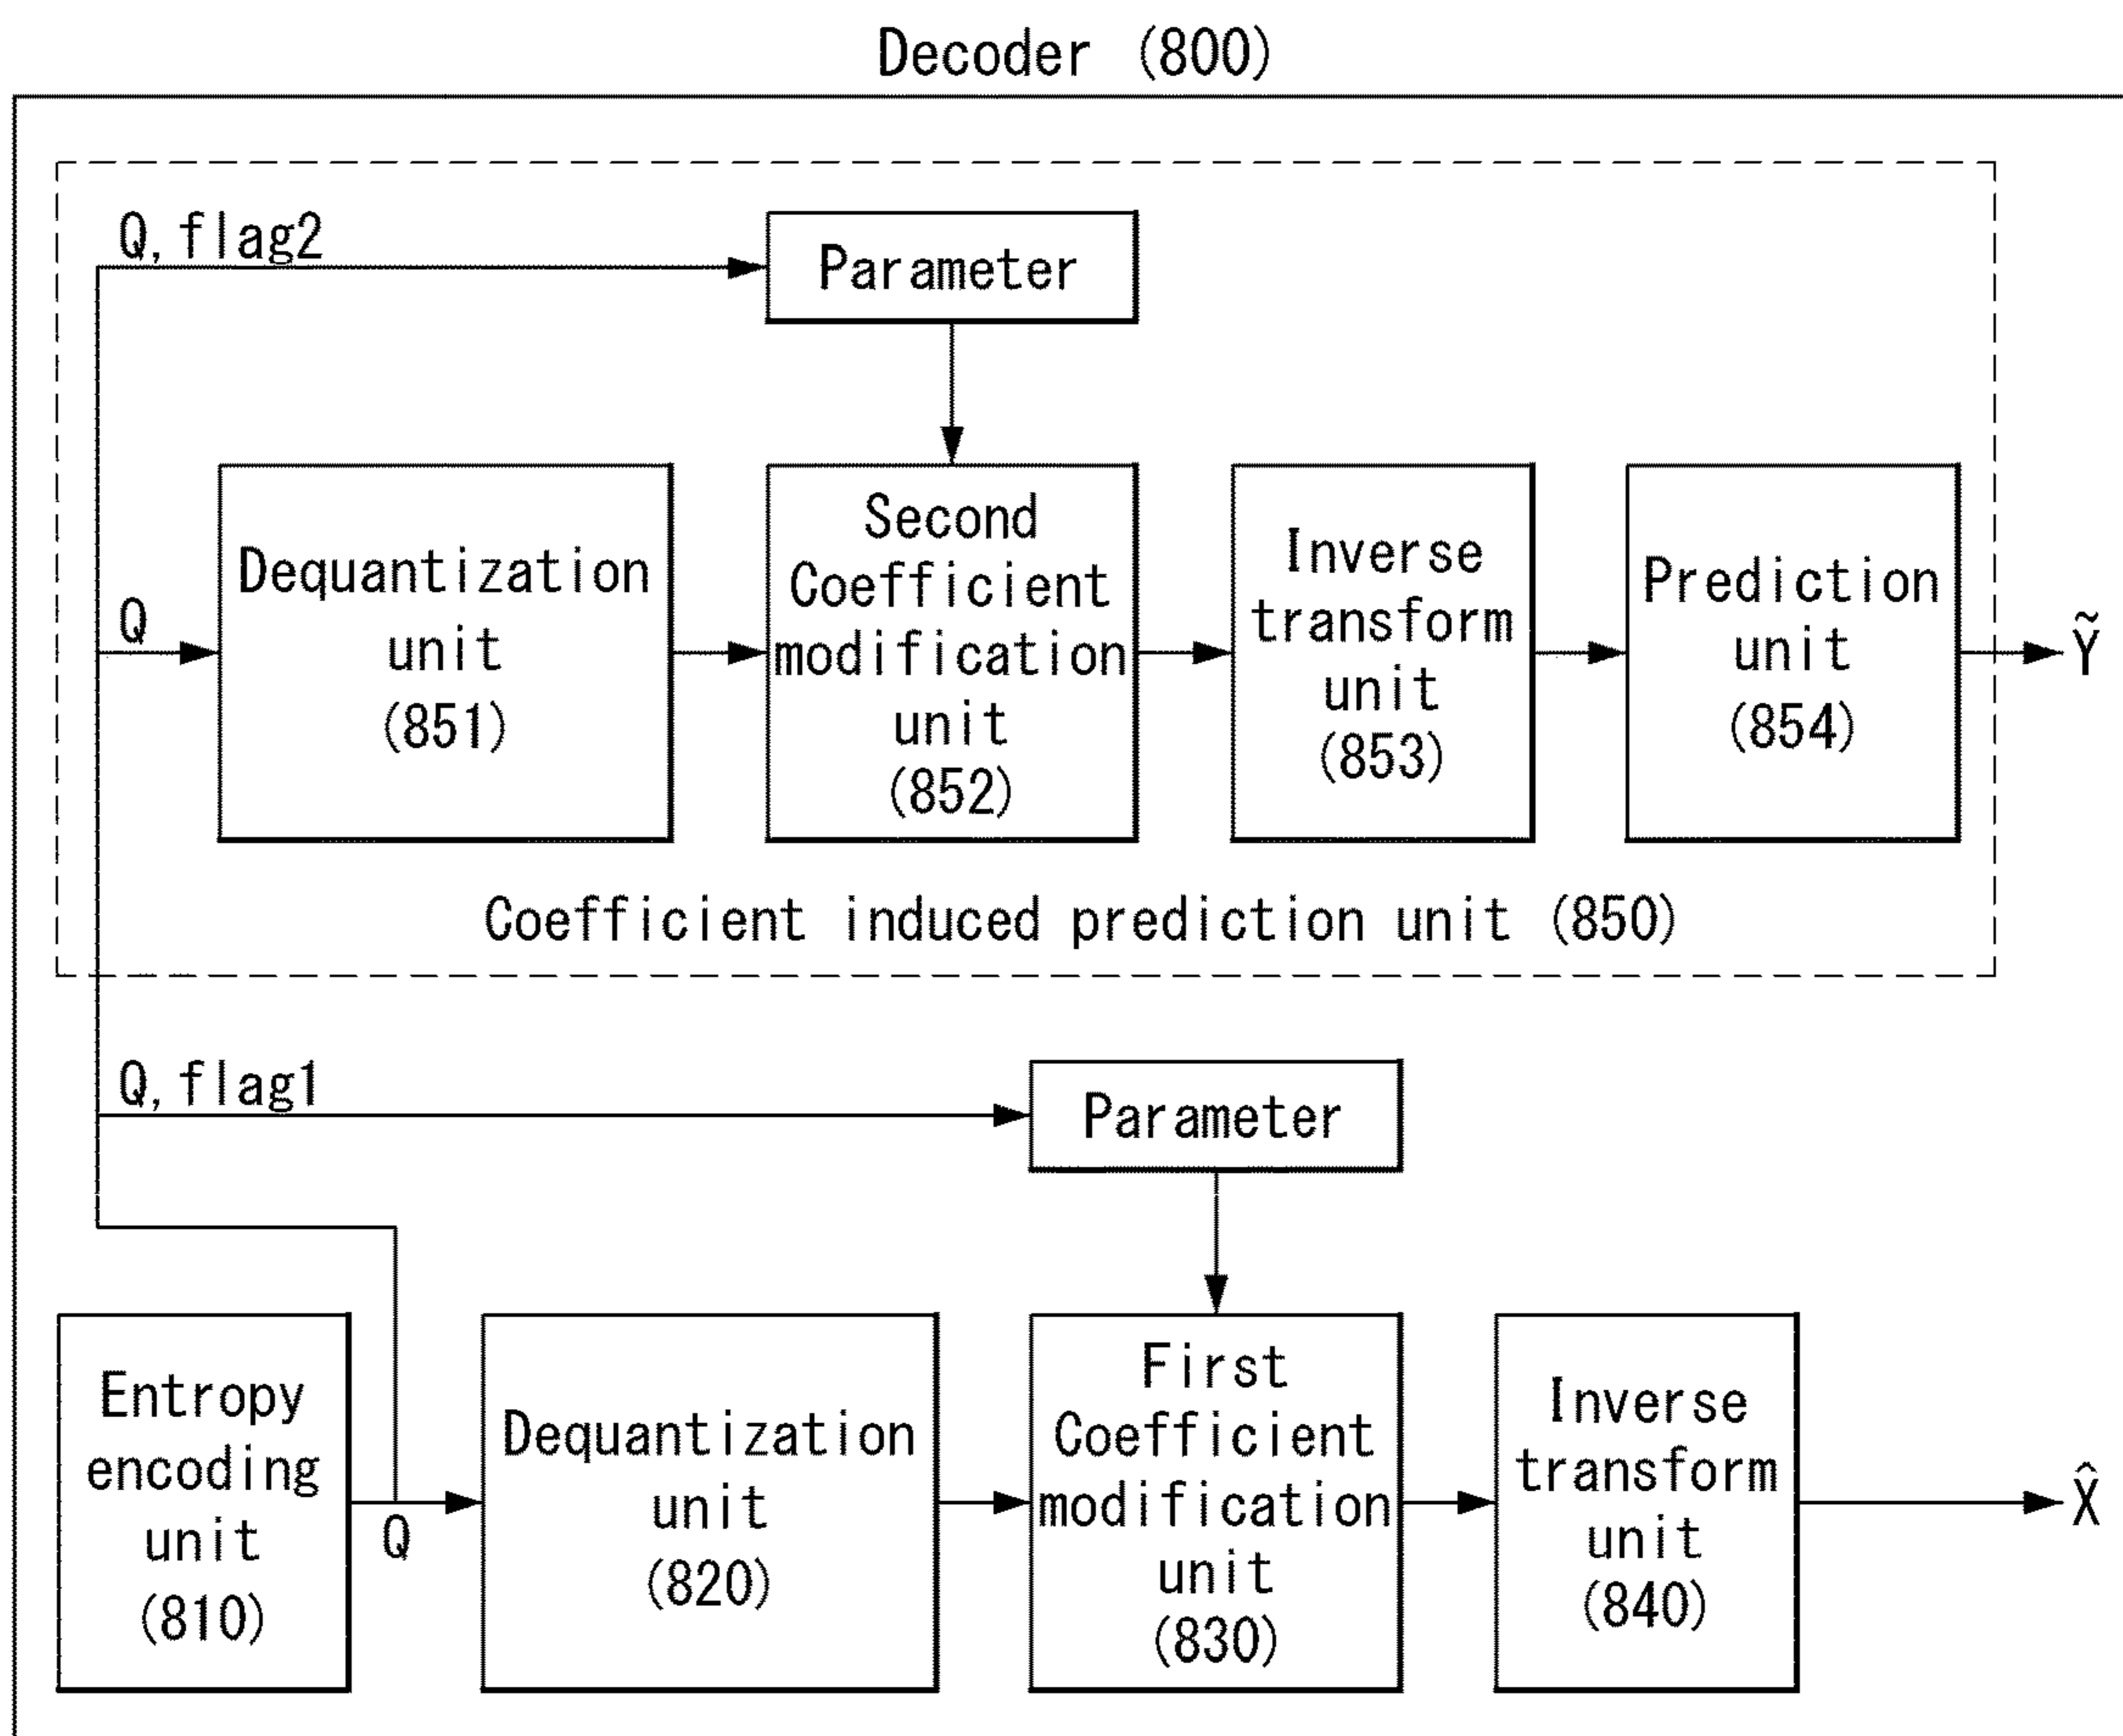 Decoder (800)
Q, flag2
Parameter
Q
Dequantization
unit
(851)
Second
Coefficient
modification
unit
(852)
Inverse
transform
unit
(853)
Prediction
unit
(854)
Ỹ
Coefficient induced prediction unit (850)
Q, flag1
Parameter
Entropy
encoding
unit
(810)
Q
Dequantization
unit
(820)
First
Coefficient
modification
unit
(830)
Inverse
transform
unit
(840)
X̂